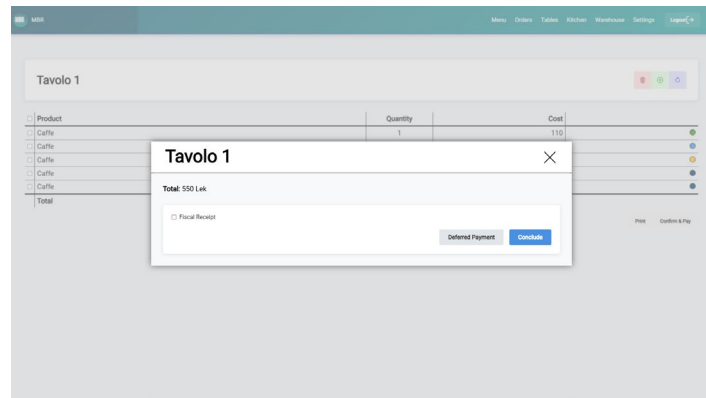 MBR Menu Orders Tables Kitchen Warehouse Settings Logout
Tavolo 1
Product Quantity Cost
Caffe 1 110
Caffe
Caffe
Caffe
Caffe
Total
Tavolo 1
Total: 550 Lek
Fiscal Receipt
Deferred Payment Conclude
Print Confirm & Pay